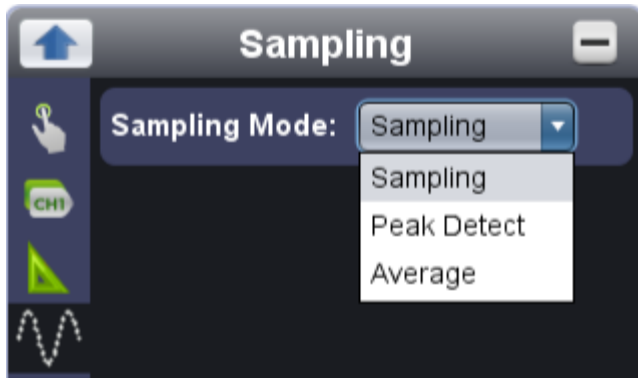 Sampling
Sampling Mode: Sampling
Sampling
CH1
Peak Detect
Average